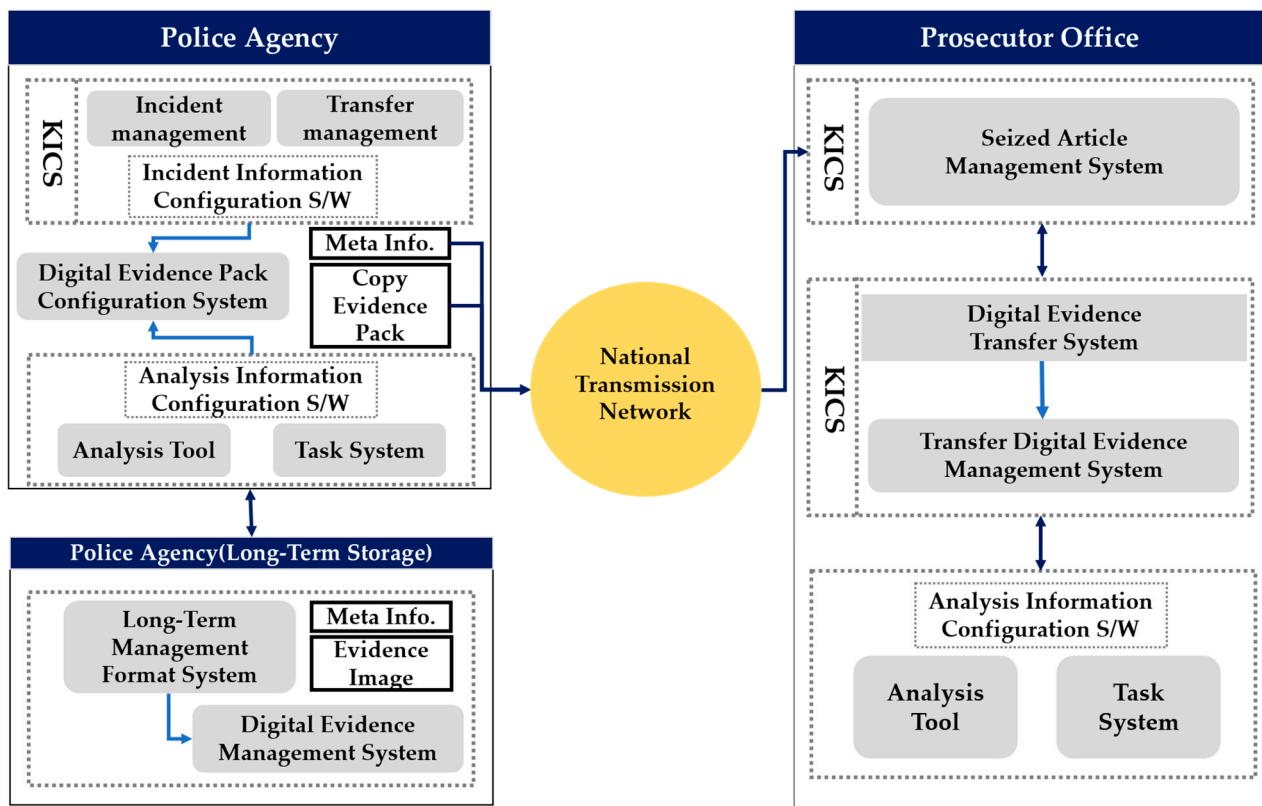 Police Agency
KICS
Incident
management
Transfer
management
Incident Information
Configuration S/W
Digital Evidence Pack
Configuration System
Meta Info.
Copy
Evidence
Pack
Analysis Information
Configuration S/W
Analysis Tool
Task System
Police Agency(Long-Term Storage)
Long-Term
Management
Format System
Meta Info.
Evidence
Image
Digital Evidence
Management System
National
Transmission
Network
Prosecutor Office
KICS
Seized Article
Management System
KICS
Digital Evidence
Transfer System
Transfer Digital Evidence
Management System
Analysis Information
Configuration S/W
Analysis
Tool
Task
System